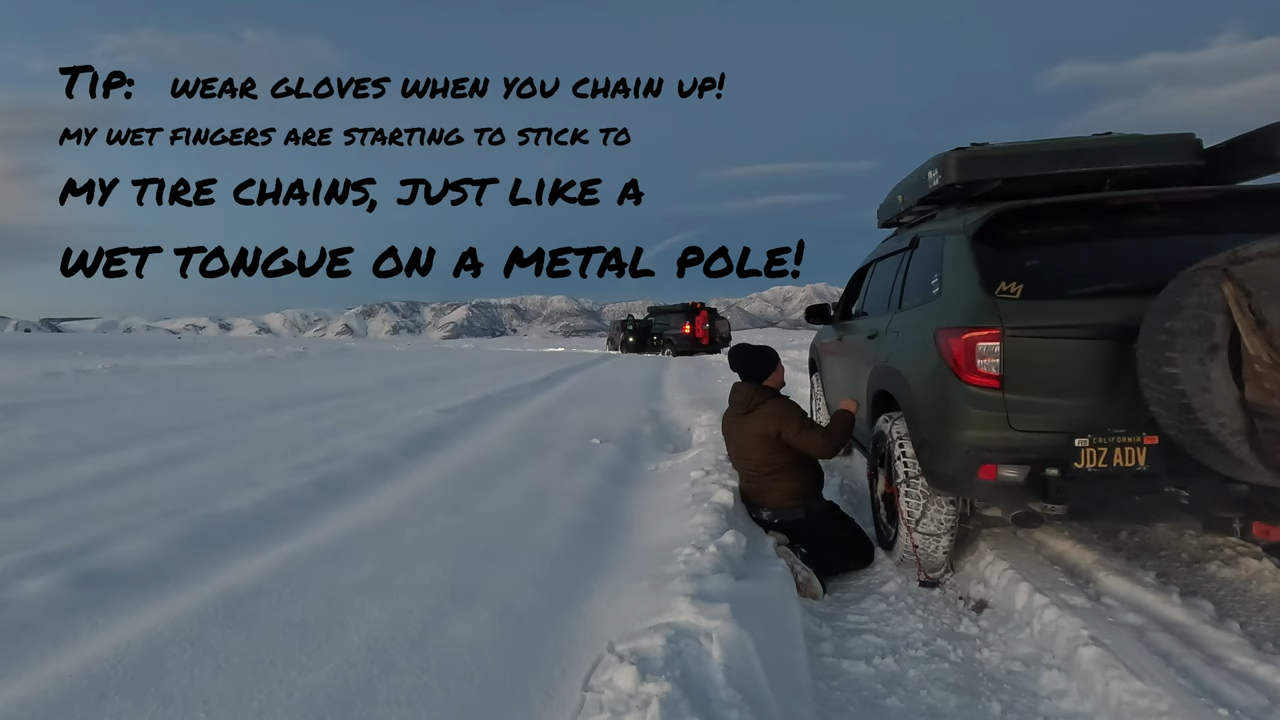 TIP: WEAR GLOVES WHEN YOU CHAIN UP!
MY WET FINGERS ARE STARTING TO STICK TO
MY TIRE CHAINS, JUST LIKE A
WET TONGUE ON A METAL POLE!
FEB CALIFORNIA
JDZ ADV